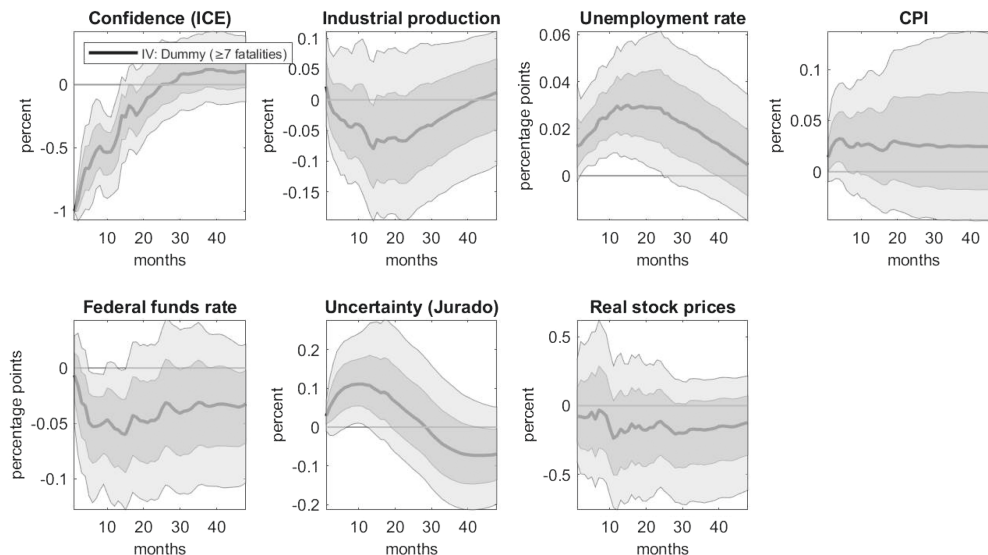 Confidence (ICE)
IV: Dummy (≥7 fatalities)
percent
0
-0.5
-1
10 20 30 40
months
Industrial production
percent
0.1
0.05
0
-0.05
-0.1
-0.15
10 20 30 40
months
Unemployment rate
percentage points
0.06
0.04
0.02
0
10 20 30 40
months
CPI
percent
0.1
0.05
0
10 20 30 40
months
Federal funds rate
percentage points
0
-0.05
-0.1
10 20 30 40
months
Uncertainty (Jurado)
percent
0.2
0.1
0
-0.1
-0.2
10 20 30 40
months
Real stock prices
percent
0.5
0
-0.5
10 20 30 40
months